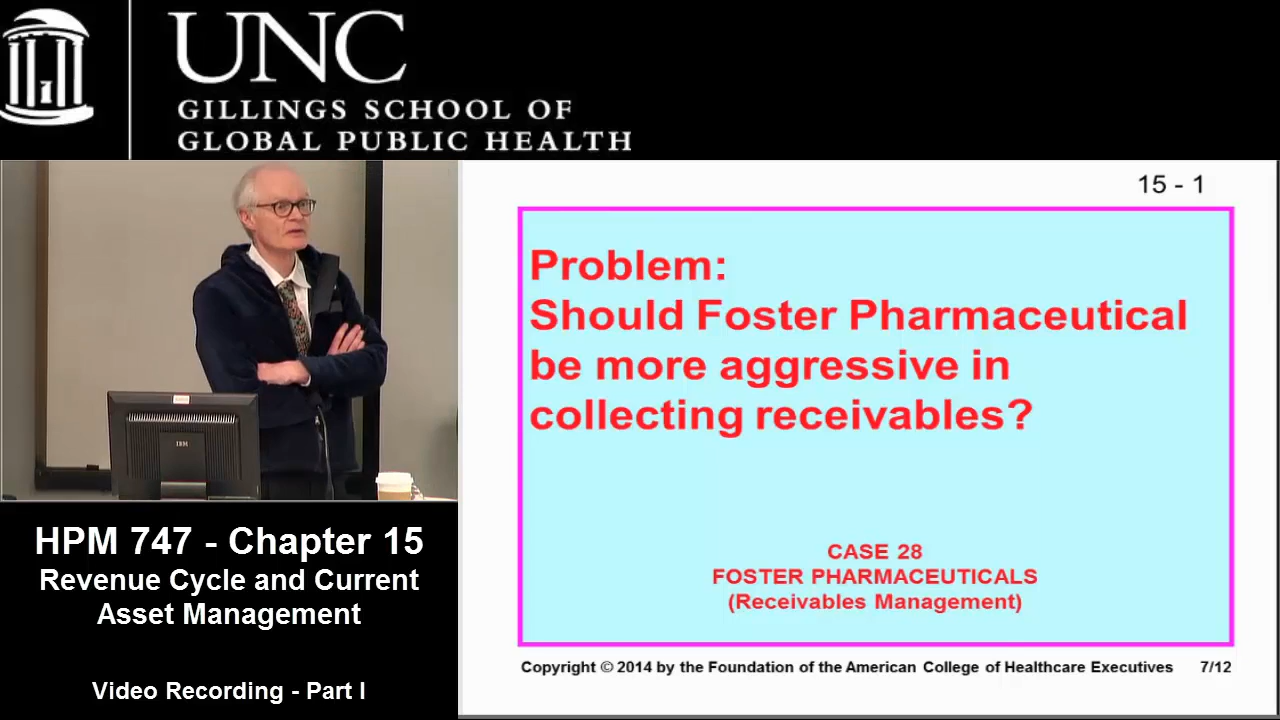 UNC
GILLINGS SCHOOL OF
GLOBAL PUBLIC HEALTH
15 - 1
Problem:
Should Foster Pharmaceutical
be more aggressive in
collecting receivables?
CASE 28
FOSTER PHARMACEUTICALS
(Receivables Management)
Copyright © 2014 by the Foundation of the American College of Healthcare Executives 7/12
IBM
HPM 747 - Chapter 15
Revenue Cycle and Current
Asset Management
Video Recording - Part I